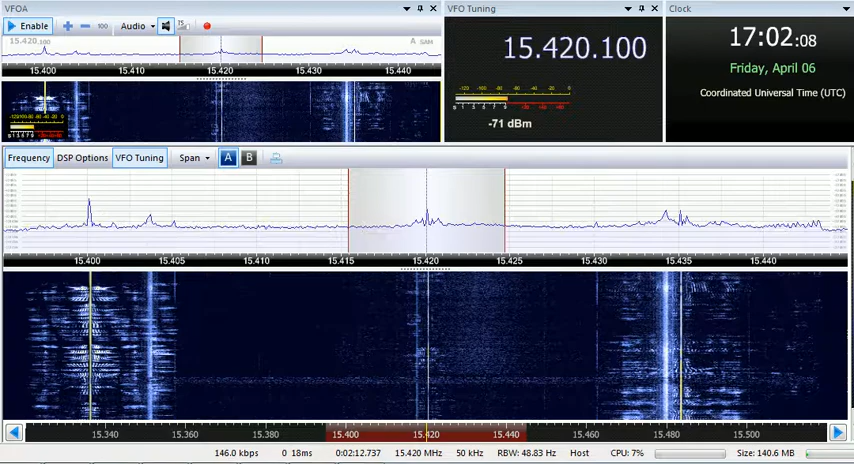 VFOA
VFO Tuning
Clock
Enable
100
Audio
15.420.100
A SAM
15.400 15.410 15.420 15.430 15.440
15.420.100
-71 dBm
17:02:08
Friday, April 06
Coordinated Universal Time (UTC)
Frequency DSP Options VFO Tuning Span A B
15.400 15.405 15.410 15.415 15.420 15.425 15.430 15.435 15.440
15.340 15.360 15.380 15.400 15.420 15.440 15.460 15.480 15.500
146.0 kbps 0 18ms 0:02:12.737 15.420 MHz 50 kHz RBW: 48.83 Hz Host CPU: 7% Size: 140.6 MB